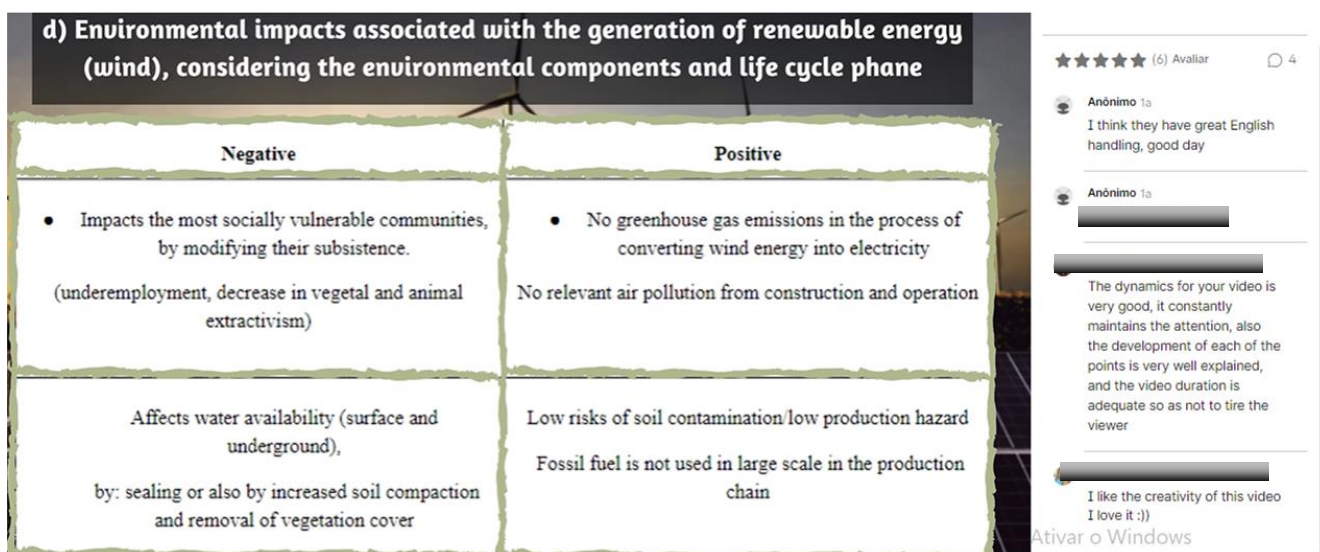 d) Environmental impacts associated with the generation of renewable energy
(wind), considering the environmental components and life cycle phane
Negative
Positive
● Impacts the most socially vulnerable communities,
by modifying their subsistence.
(underemployment, decrease in vegetal and animal
extractivism)
● No greenhouse gas emissions in the process of
converting wind energy into electricity
No relevant air pollution from construction and operation
Affects water availability (surface and
underground),
by: sealing or also by increased soil compaction
and removal of vegetation cover
Low risks of soil contamination/low production hazard
Fossil fuel is not used in large scale in the production
chain
(6) Avaliar
4
Anônimo 1a
I think they have great English
handling, good day
Anônimo 1a
The dynamics for your video is
very good, it constantly
maintains the attention, also
the development of each of the
points is very well explained,
and the video duration is
adequate so as not to tire the
viewer
I like the creativity of this video
I love it :))
Ativar o Windows